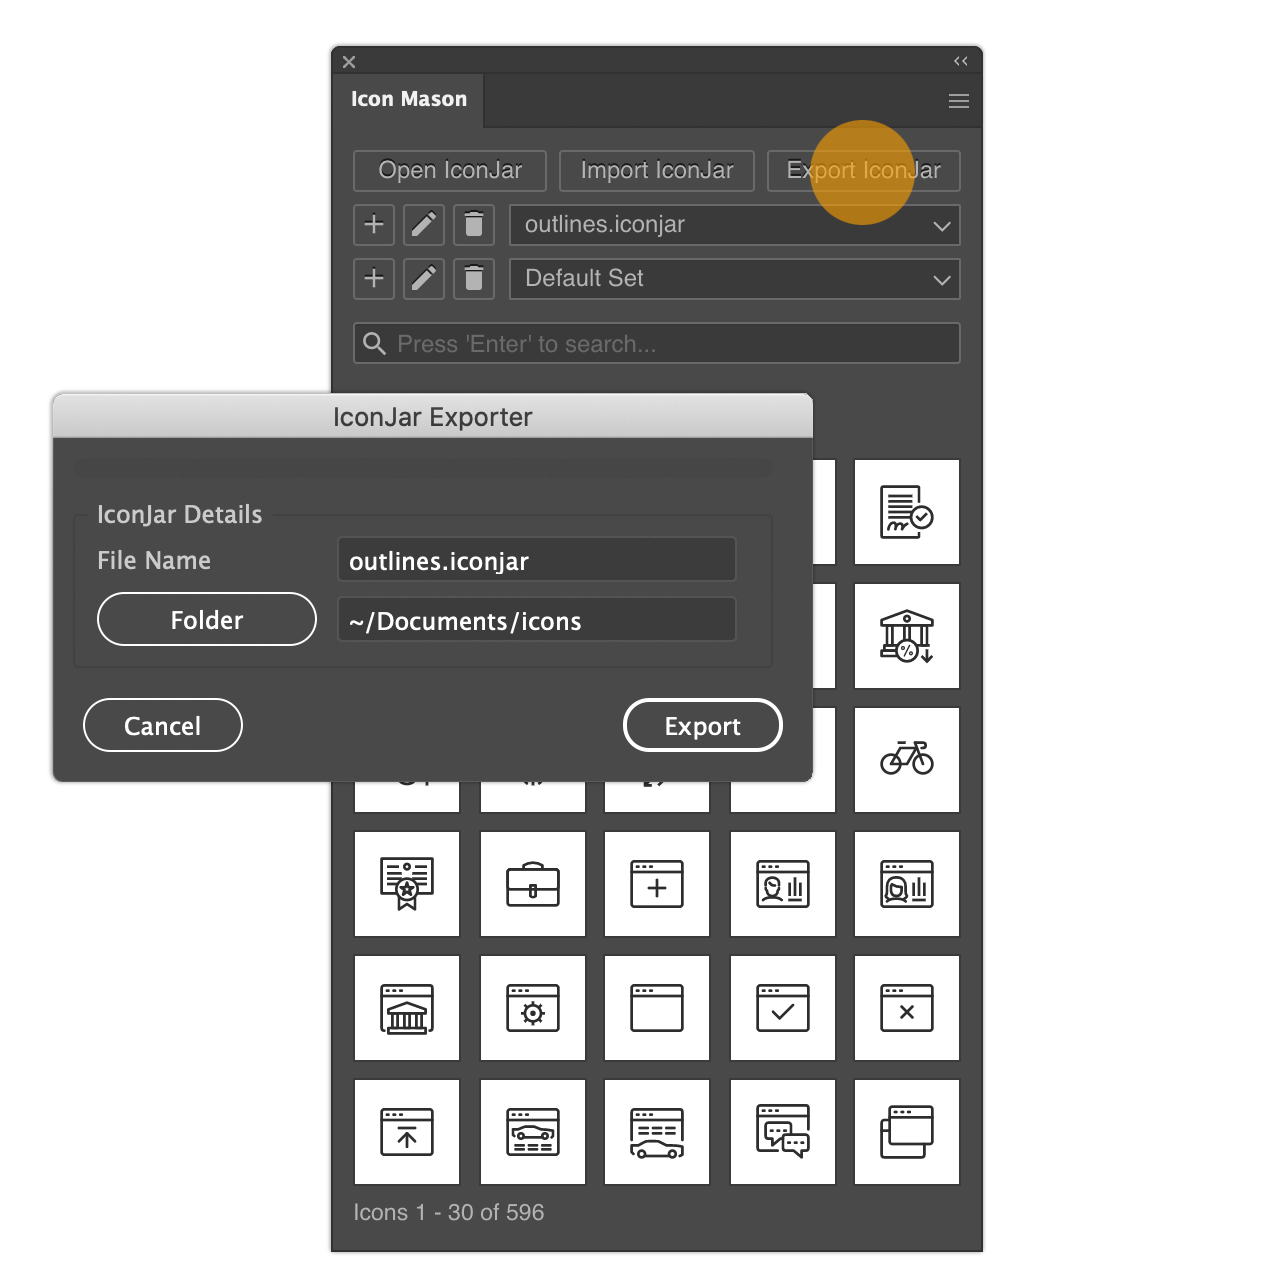 Icon Mason
Open IconJar
Import IconJar
Export IconJar
outlines.iconjar
Default Set
Press 'Enter' to search...
IconJar Exporter
IconJar Details
File Name
outlines.iconjar
Folder
~/Documents/icons
Cancel
Export
Icons 1 - 30 of 596